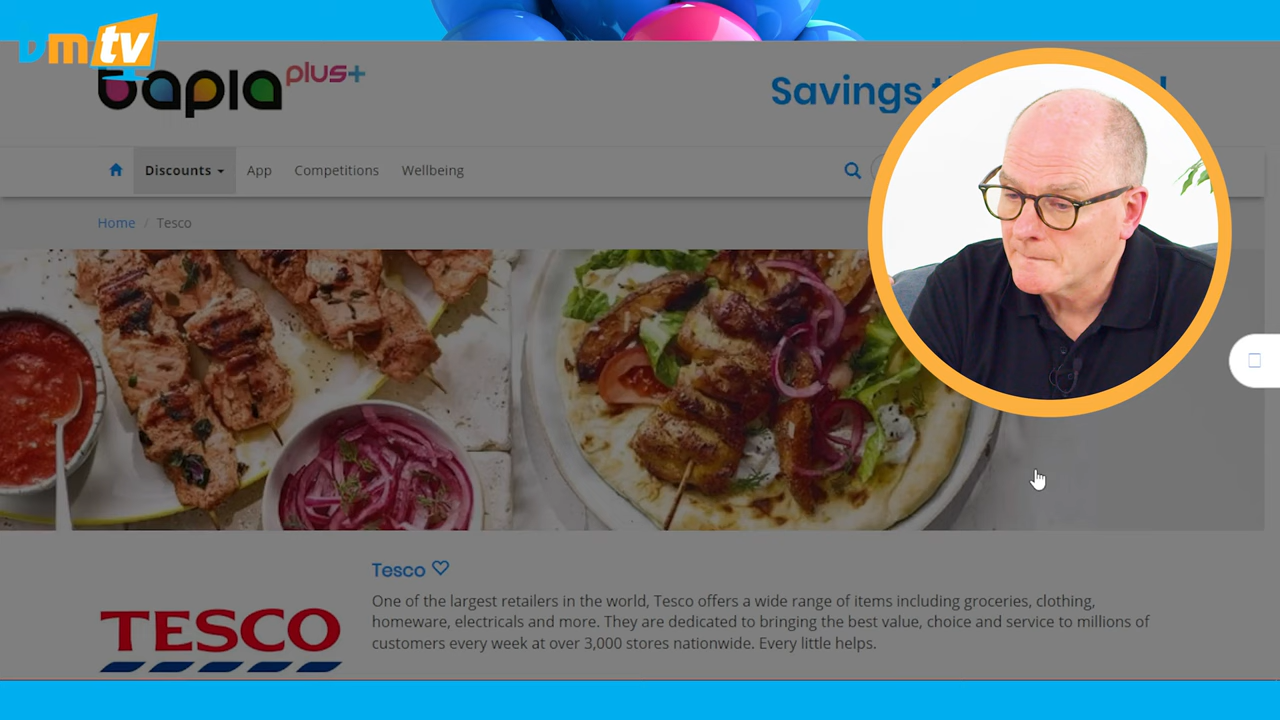 DMtv
bapia plus+
Savings
Discounts
App
Competitions
Wellbeing
Home / Tesco
Tesco
TESCO
One of the largest retailers in the world, Tesco offers a wide range of items including groceries, clothing,
homeware, electricals and more. They are dedicated to bringing the best value, choice and service to millions of
customers every week at over 3,000 stores nationwide. Every little helps.